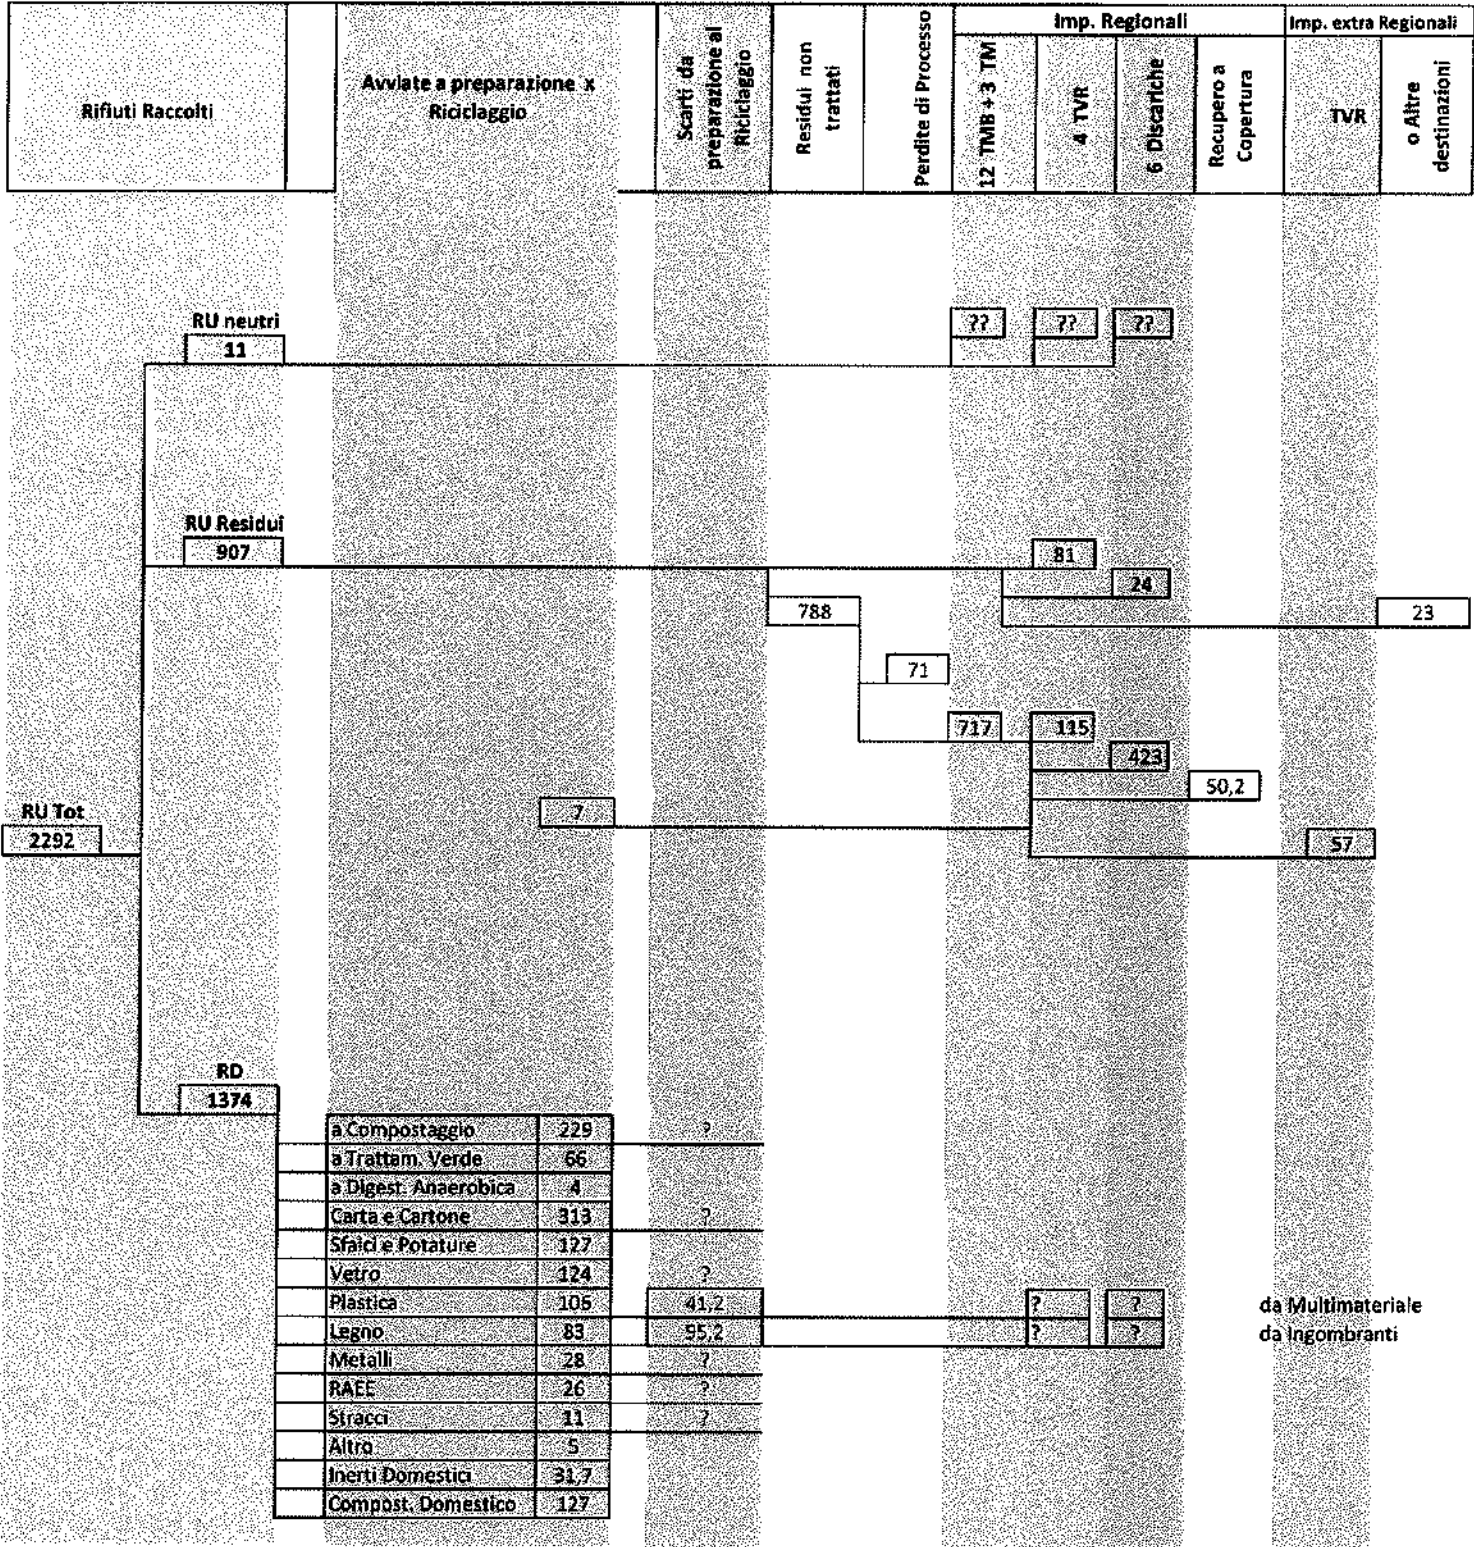 Rifiuti Raccolti
Avviate a preparazione x
Riciclaggio
Scarti da
preparazione al
Riciclaggio
Residui non
trattati
Perdite di Processo
Imp. Regionali
12 TMB + 3 TM
4 TVR
6 Discariche
Recupero a
Copertura
Imp. extra Regionali
TVR
o Altre
destinazioni
RU neutri
11
??
??
??
RU Residui
907
81
24
788
23
71
717
115
423
50,2
7
RU Tot
2292
57
RD
1374
a Compostaggio 229 ?
a Trattam. Verde 66
a Digest. Anaerobica 4
Carta e Cartone 313 ?
Sfalci e Potature 127
Vetro 124 ?
Plastica 106 41,2 ? ? da Multimateriale
Legno 83 95,2 ? ? da Ingombranti
Metalli 28 ?
RAEE 26 ?
Stracci 11 ?
Altro 5
Inerti Domestici 31,7
Compost. Domestico 127